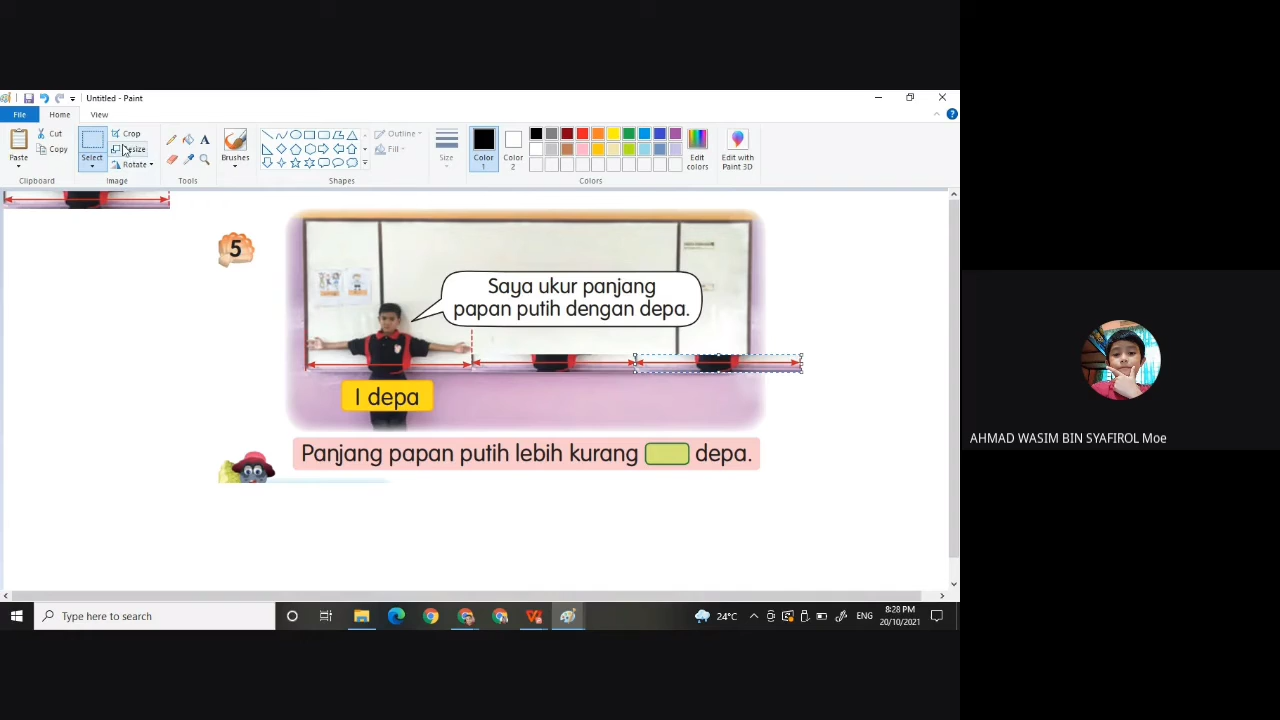 Untitled - Paint
File
Home
View
Paste
Cut
Copy
Clipboard
Select
Crop
Resize
Rotate
Image
Tools
Brushes
Shapes
Outline
Fill
Size
Color 1
Color 2
Edit colors
Edit with Paint 3D
Colors
5
Saya ukur panjang
papan putih dengan depa.
1 depa
Panjang papan putih lebih kurang
depa.
AHMAD WASIM BIN SYAFIROL Moe
Type here to search
24°C
ENG
8:28 PM
20/10/2021